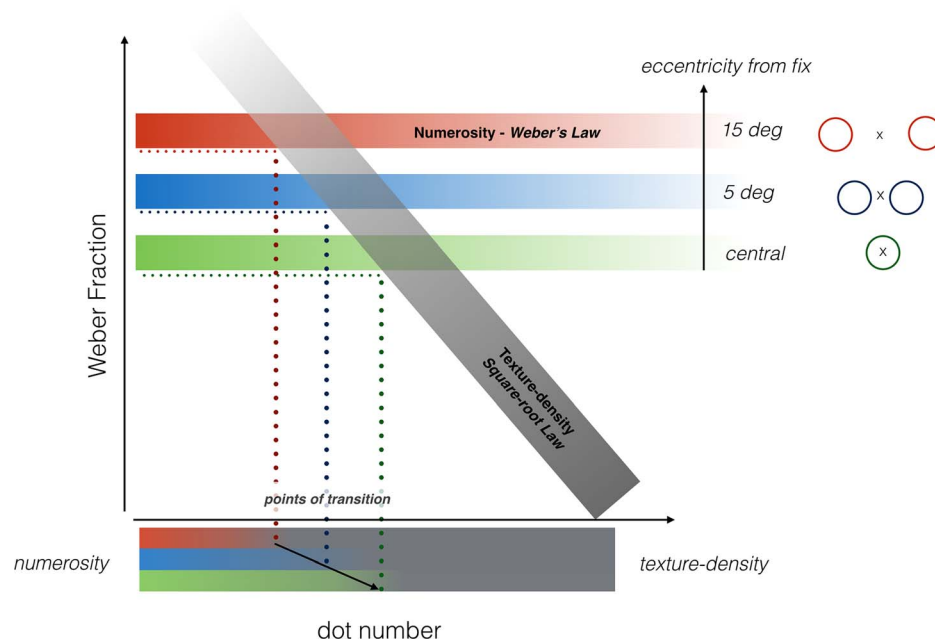 eccentricity from fix
Numerosity - Weber's Law
15 deg
x
5 deg
x
central
x
Weber Fraction
Texture-density
Square-root Law
points of transition
numerosity
texture-density
dot number